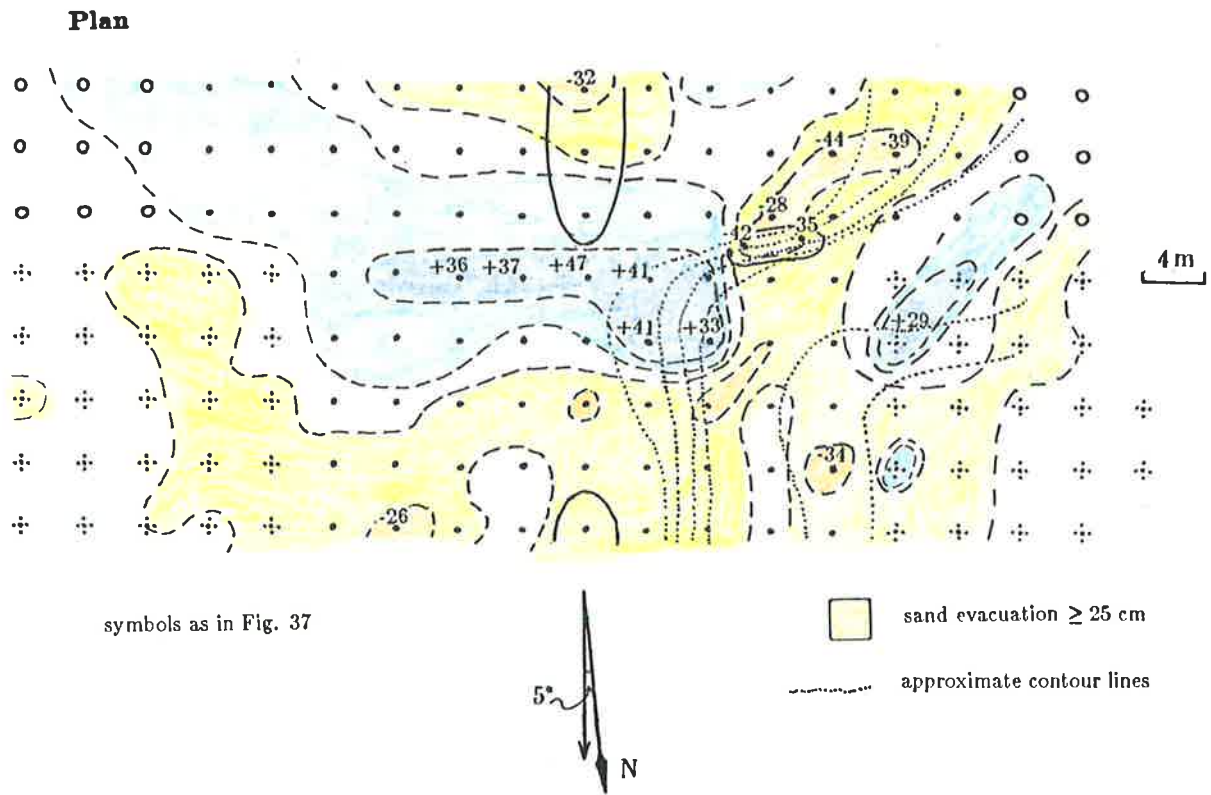 Plan
-32
-44 -39
-28
-42 -35
+36 +37 +47 +41
4 m
+41 +33 +29
-34
-26
symbols as in Fig. 37
sand evacuation ≥ 25 cm
approximate contour lines
5°
N